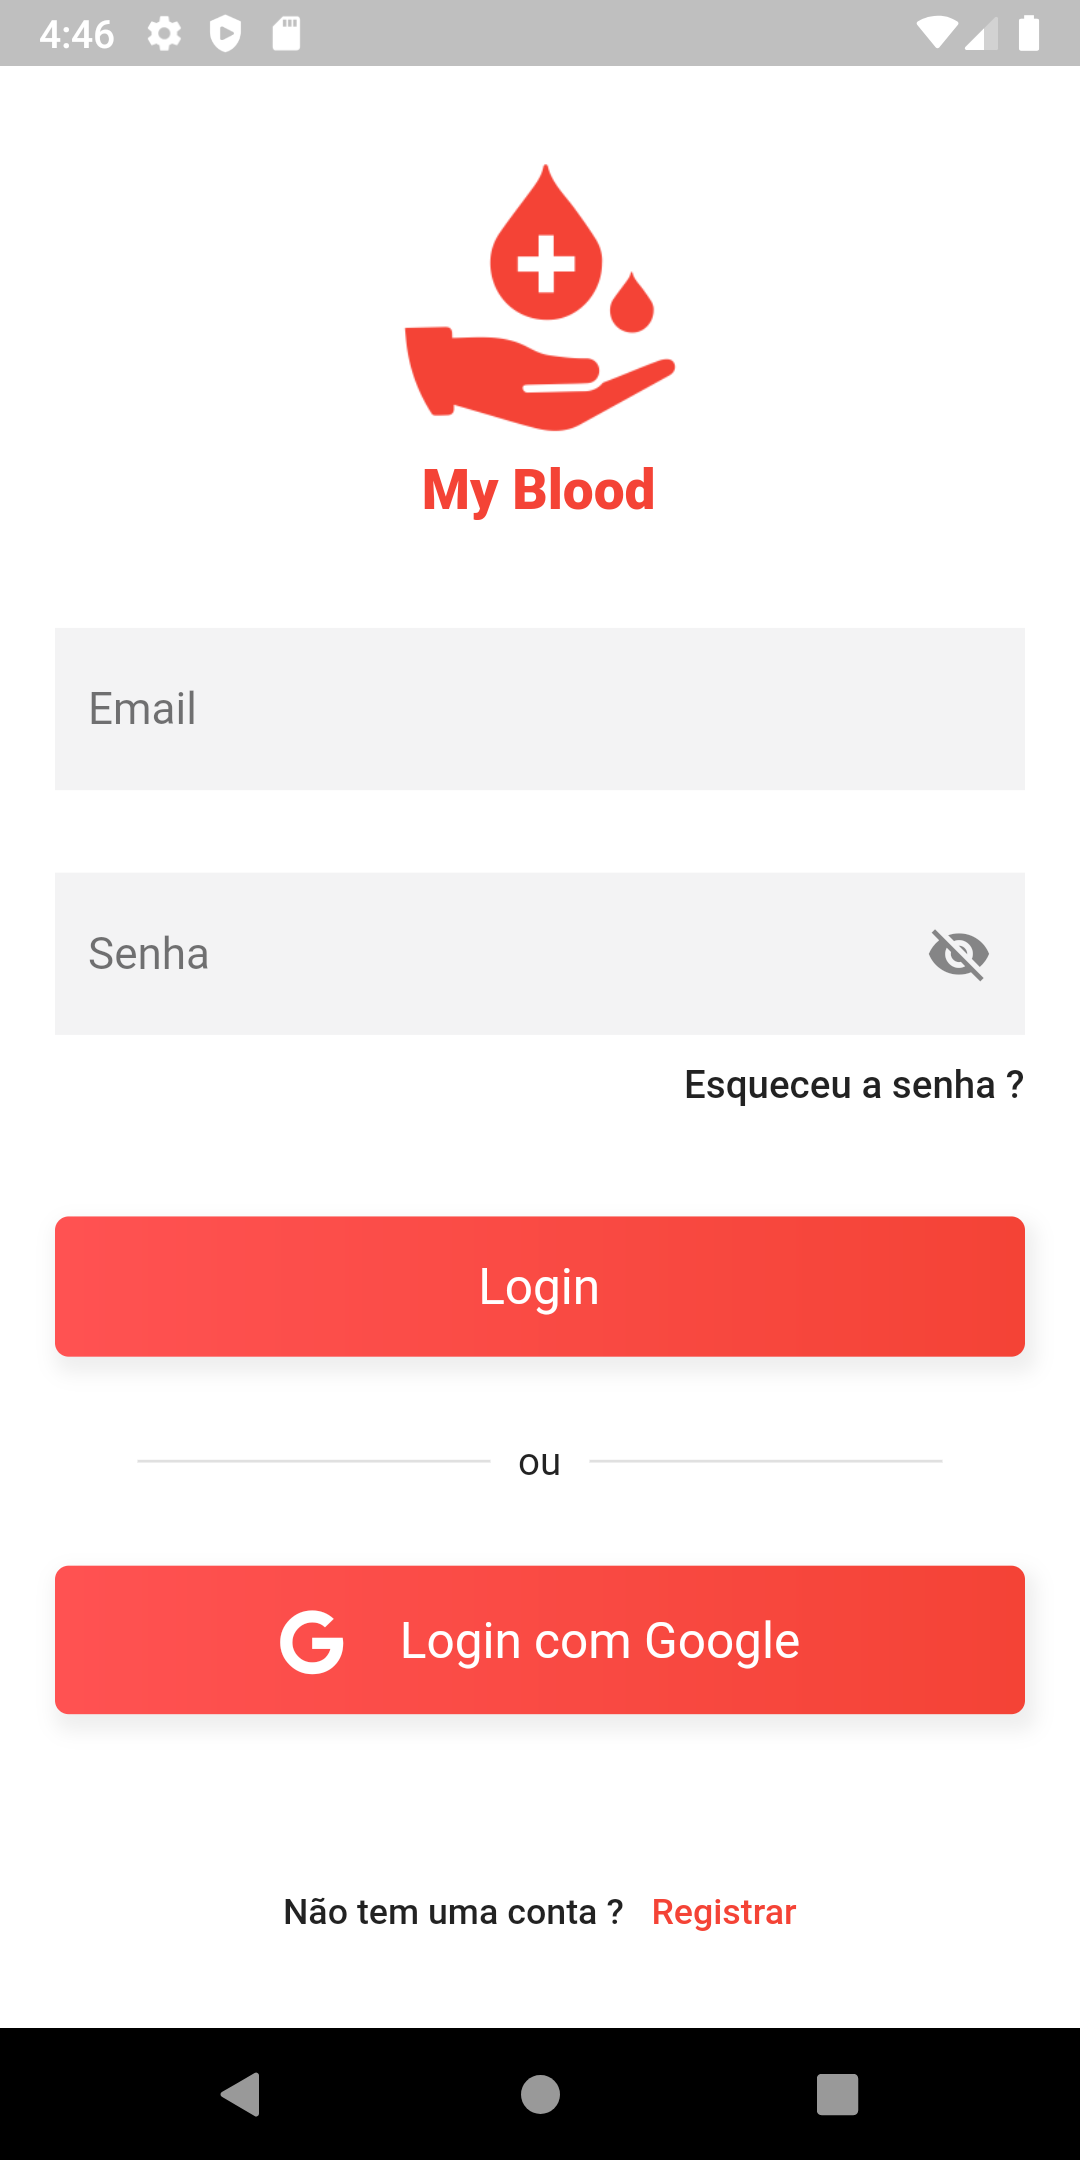 4:46
My Blood
Email
Senha
Esqueceu a senha ?
Login
ou
Login com Google
Não tem uma conta ? Registrar